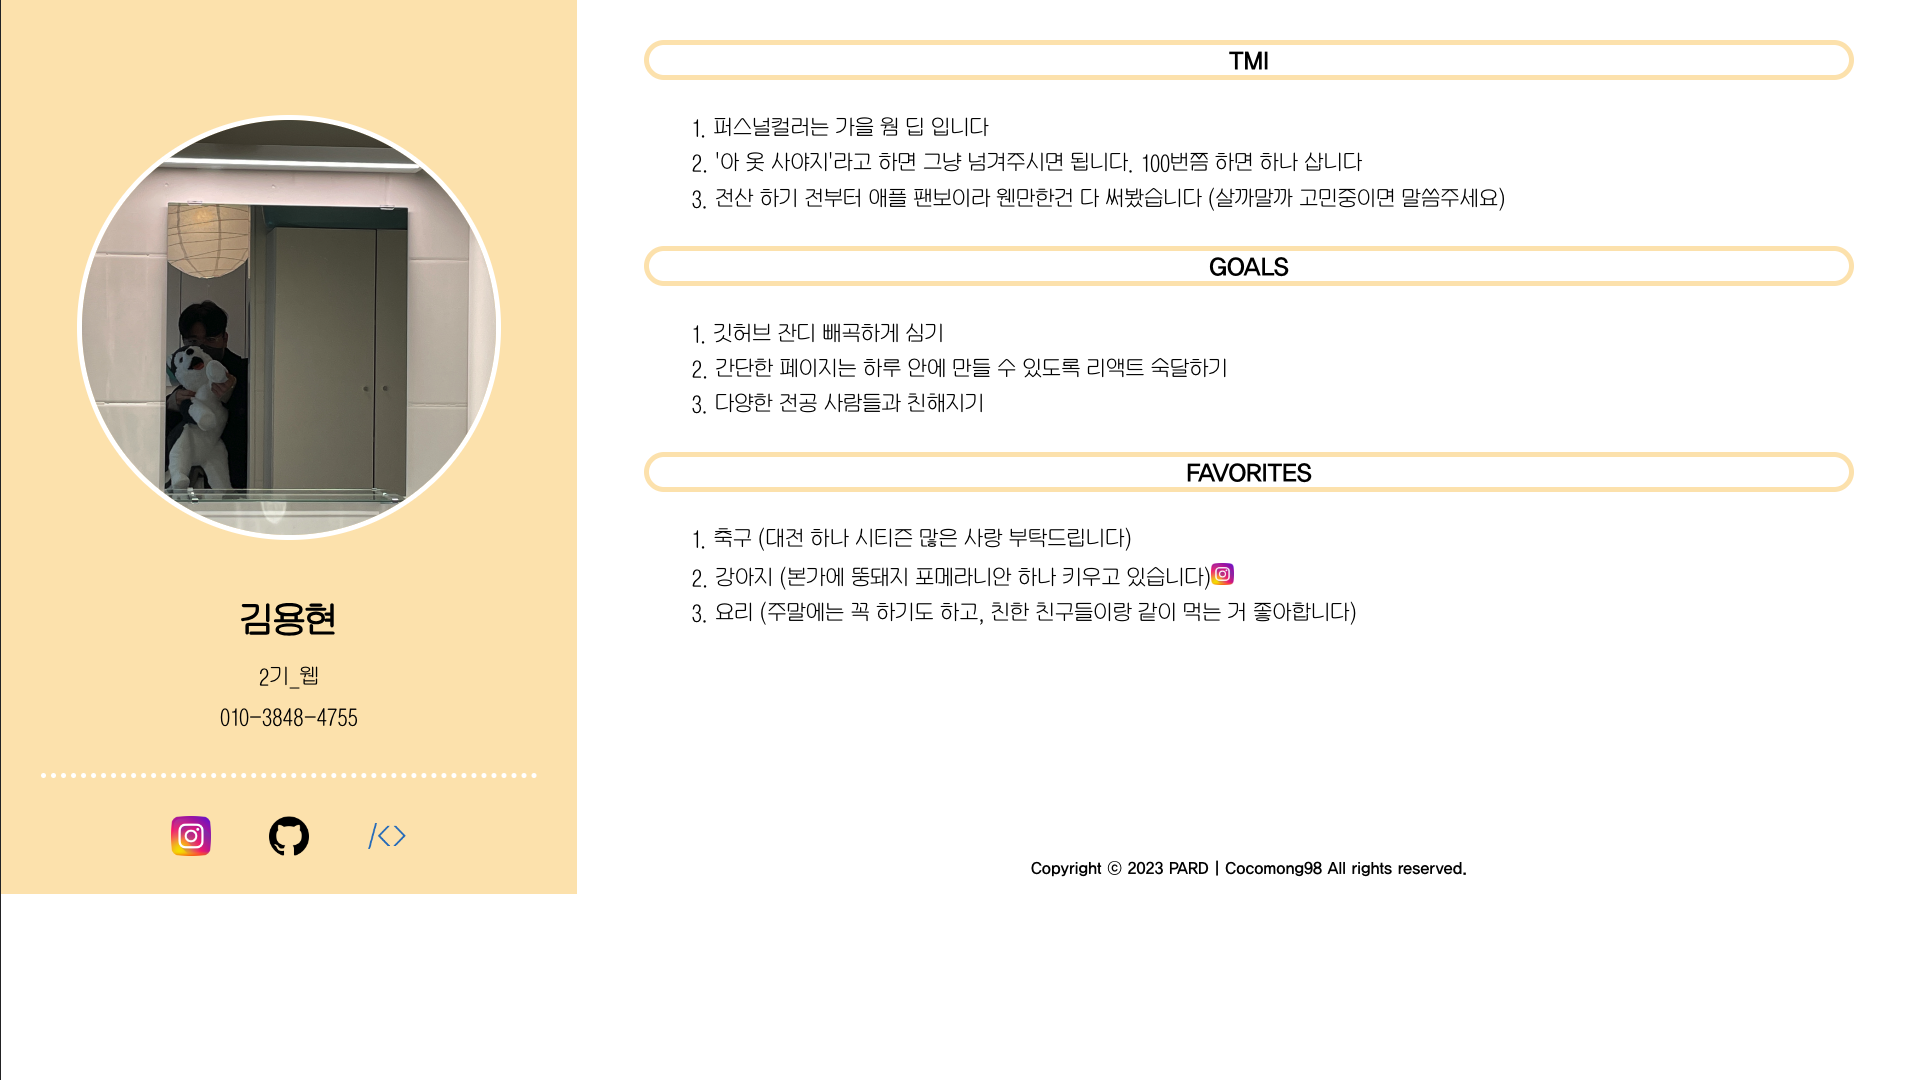 김용현
2기_웹
010-3848-4755
TMI
1. 퍼스널컬러는 가을 웜 딥 입니다
2. '아 옷 사야지'라고 하면 그냥 넘겨주시면 됩니다. 100번쯤 하면 하나 삽니다
3. 전산 하기 전부터 애플 팬보이라 웬만한건 다 써봤습니다 (살까말까 고민중이면 말씀주세요)
GOALS
1. 깃허브 잔디 빼곡하게 심기
2. 간단한 페이지는 하루 안에 만들 수 있도록 리액트 숙달하기
3. 다양한 전공 사람들과 친해지기
FAVORITES
1. 축구 (대전 하나 시티즌 많은 사랑 부탁드립니다)
2. 강아지 (본가에 뚱돼지 포메라니안 하나 키우고 있습니다)
3. 요리 (주말에는 꼭 하기도 하고, 친한 친구들이랑 같이 먹는 거 좋아합니다)
Copyright ⓒ 2023 PARD | Cocomong98 All rights reserved.